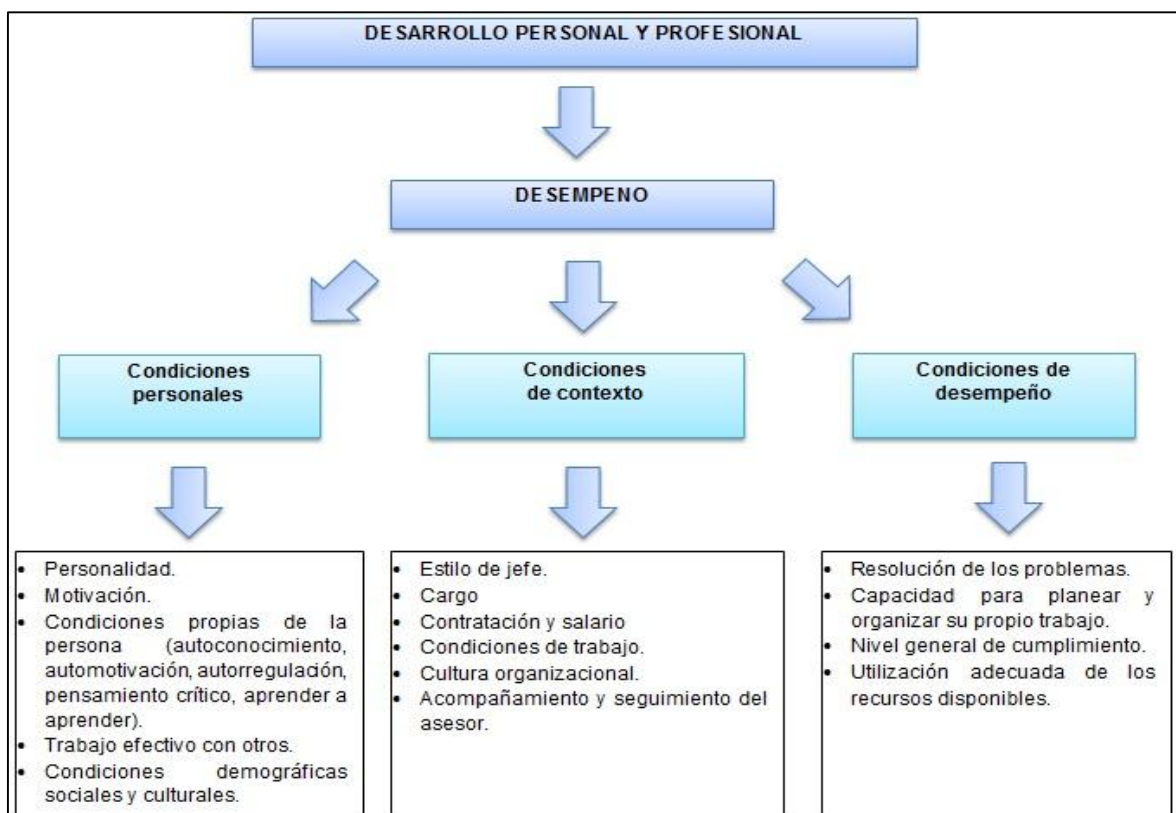 DESARROLLO PERSONAL Y PROFESIONAL
DESEMPENO
Condiciones
personales
Condiciones
de contexto
Condiciones de
desempeño
• Personalidad.
• Motivación.
• Condiciones propias de la
persona (autoconocimiento,
automotivación, autorregulación,
pensamiento crítico, aprender a
aprender).
• Trabajo efectivo con otros.
• Condiciones demográficas
sociales y culturales.
• Estilo de jefe.
• Cargo
• Contratación y salario
• Condiciones de trabajo.
• Cultura organizacional.
• Acompañamiento y seguimiento del
asesor.
• Resolución de los problemas.
• Capacidad para planear y
organizar su propio trabajo.
• Nivel general de cumplimiento.
• Utilización adecuada de los
recursos disponibles.